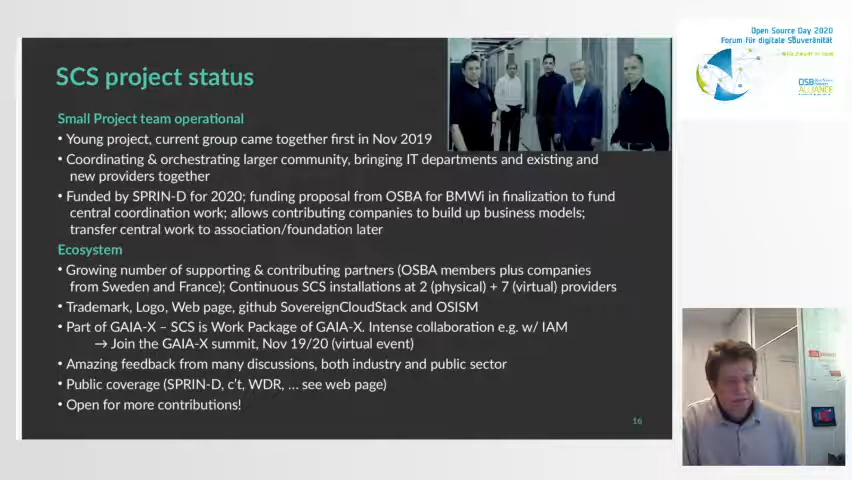 Open Source Day 2020
Forum für digitale Souveränität
SCS project status
Small Project team operational
• Young project, current group came together first in Nov 2019
• Coordinating & orchestrating larger community, bringing IT departments and existing and
new providers together
• Funded by SPRIN-D for 2020; funding proposal from OSBA for BMWi in finalization to fund
central coordination work; allows contributing companies to build up business models;
transfer central work to association/foundation later
Ecosystem
• Growing number of supporting & contributing partners (OSBA members plus companies
from Sweden and France); Continuous SCS installations at 2 (physical) + 7 (virtual) providers
• Trademark, Logo, Web page, github SovereignCloudStack and OSISM
• Part of GAIA-X – SCS is Work Package of GAIA-X. Intense collaboration e.g. w/ IAM
→ Join the GAIA-X summit, Nov 19/20 (virtual event)
• Amazing feedback from many discussions, both industry and public sector
• Public coverage (SPRIN-D, c't, WDR, ... see web page)
• Open for more contributions!
16
OSB
ALLIANCE